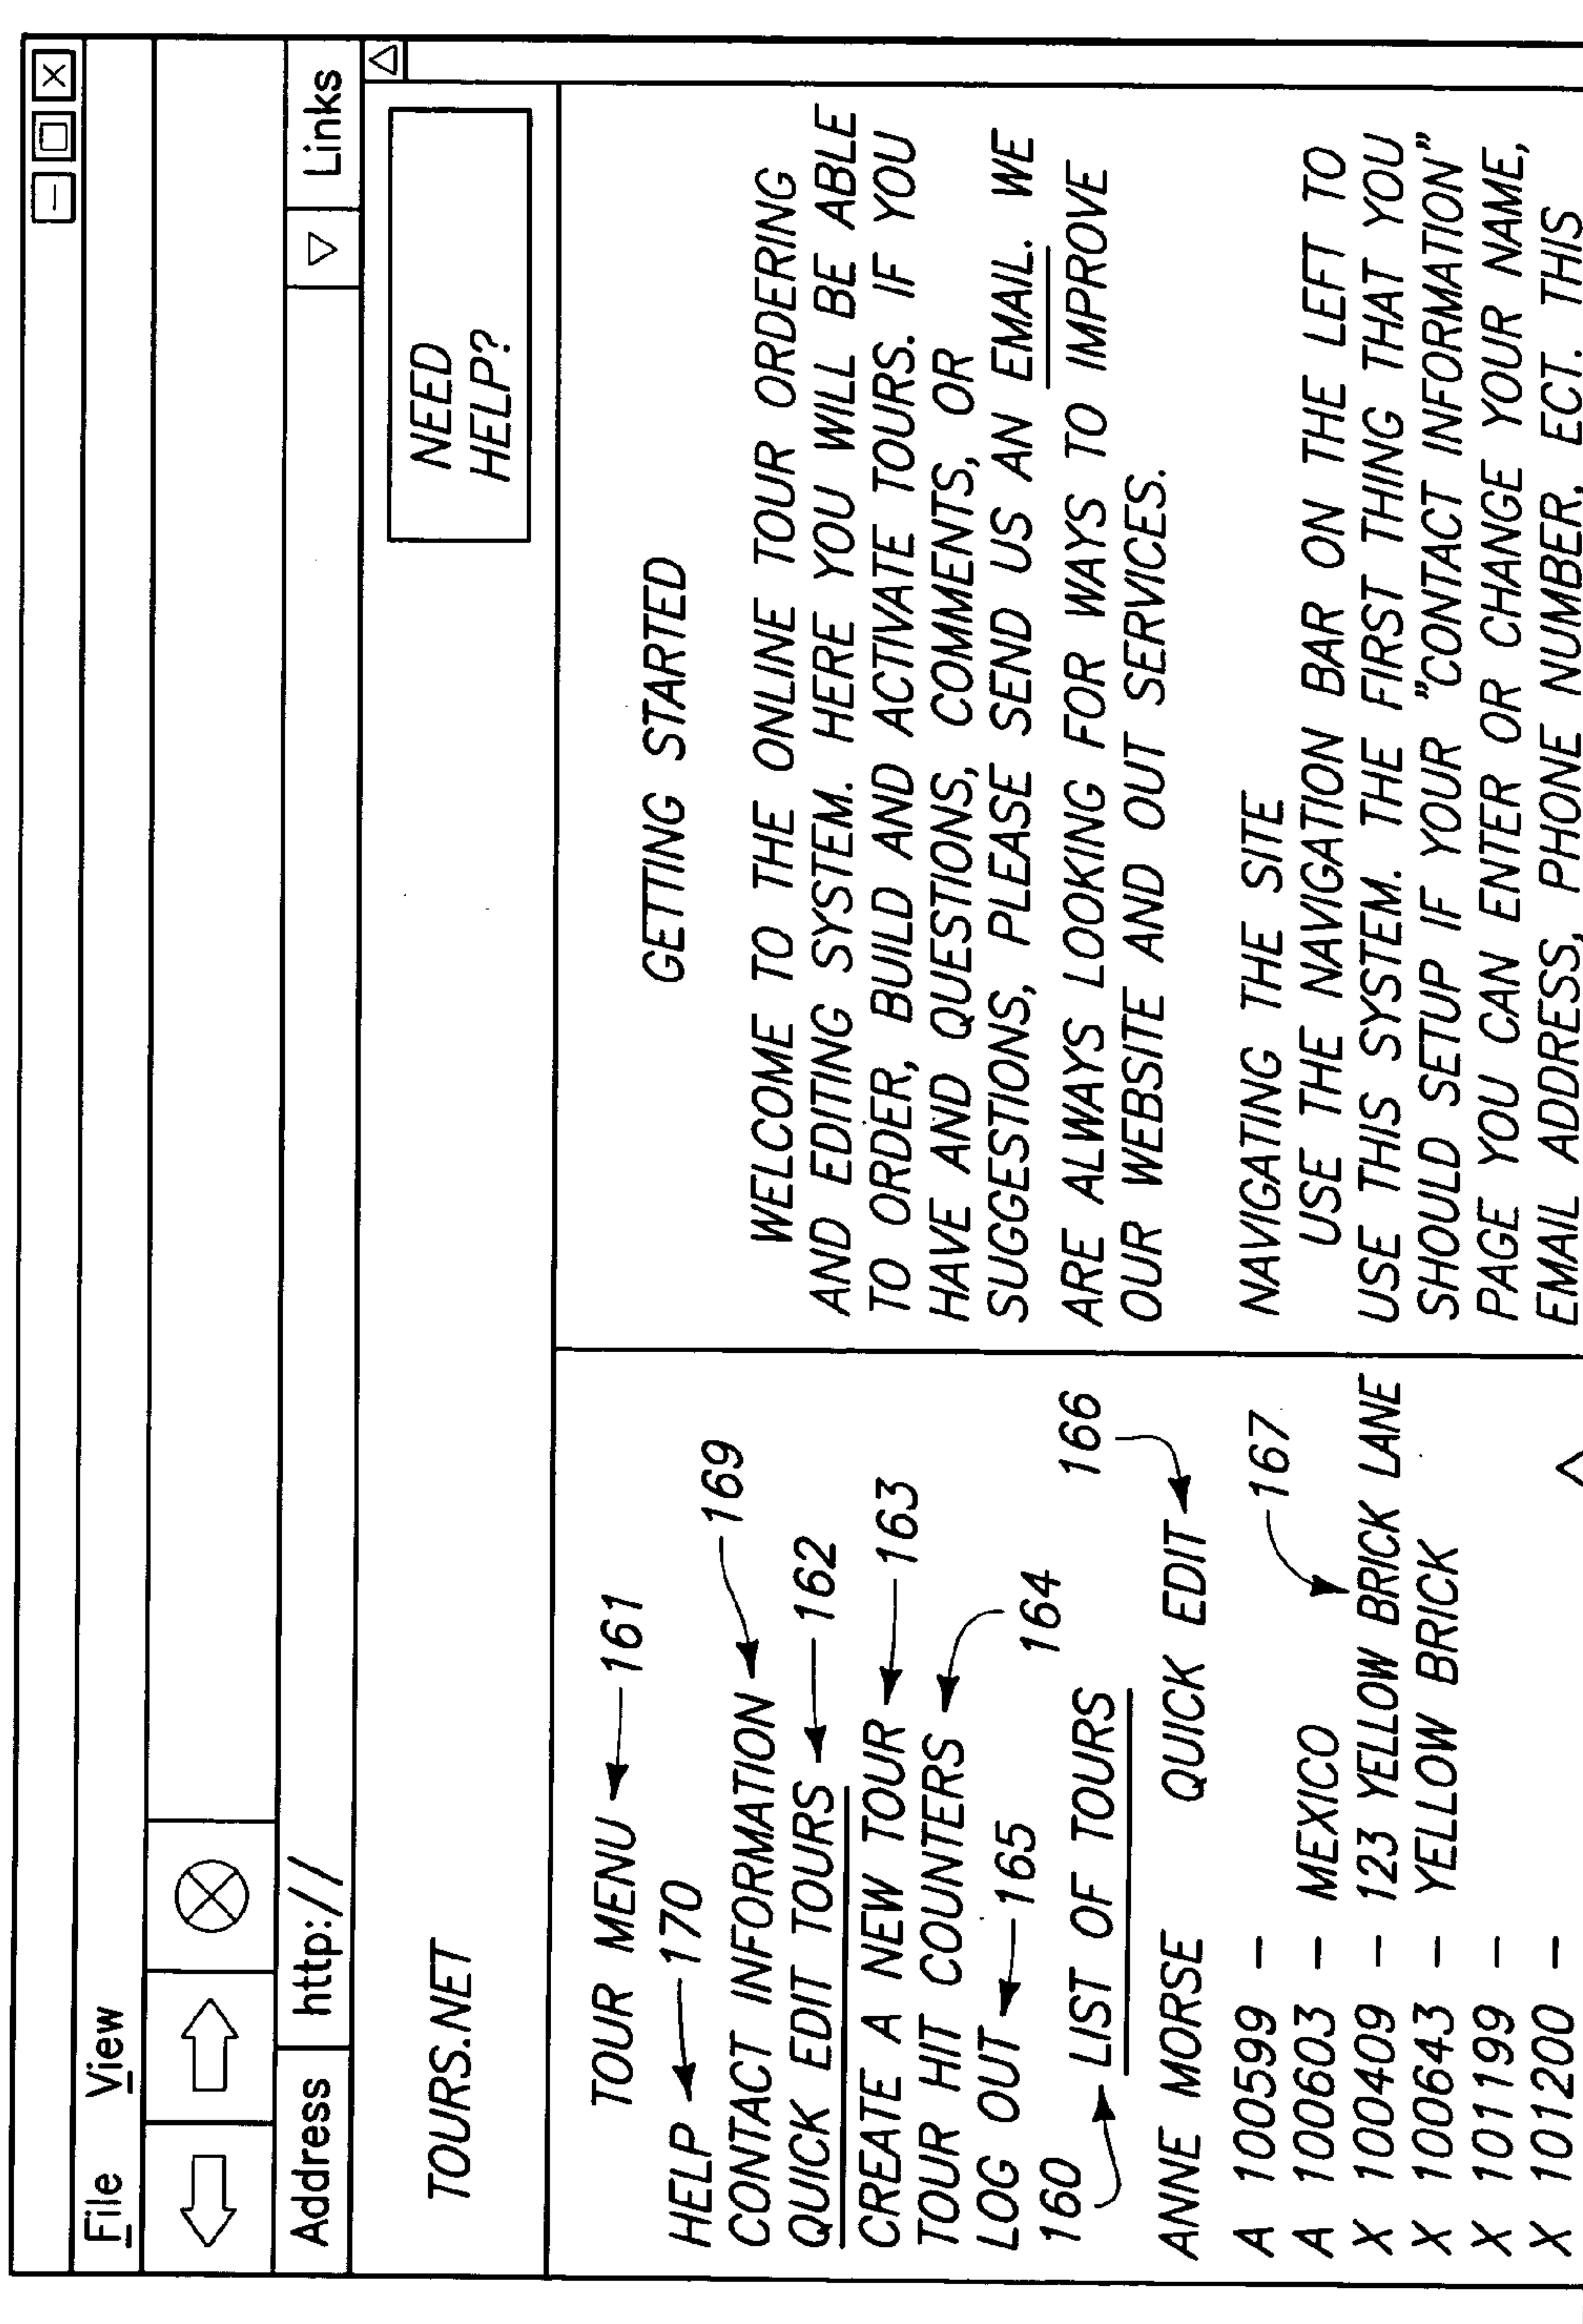 File View
Address http:// Links
TOURS.NET
NEED
HELP?
TOUR MENU 161
HELP 170
CONTACT INFORMATION 169
QUICK EDIT TOURS 162
CREATE A NEW TOUR 163
TOUR HIT COUNTERS 164
LOG OUT 165
160 LIST OF TOURS 166
ANNE MORSE QUICK EDIT
A 100599 – 167
A 100603 – MEXICO
X 100409 – 123 YELLOW BRICK LANE
X 100643 – YELLOW BRICK
X 101199 –
X 101200 –
GETTING STARTED
WELCOME TO THE ONLINE TOUR ORDERING
AND EDITING SYSTEM. HERE YOU WILL BE ABLE
TO ORDER, BUILD AND ACTIVATE TOURS. IF YOU
HAVE AND QUESTIONS, COMMENTS, OR
SUGGESTIONS, PLEASE SEND US AN EMAIL. WE
ARE ALWAYS LOOKING FOR WAYS TO IMPROVE
OUR WEBSITE AND OUT SERVICES.
NAVIGATING THE SITE
USE THE NAVIGATION BAR ON THE LEFT TO
USE THIS SYSTEM. THE FIRST THING THAT YOU
SHOULD SETUP IF YOUR "CONTACT INFORMATION"
PAGE YOU CAN ENTER OR CHANGE YOUR NAME,
EMAIL ADDRESS, PHONE NUMBER, ECT. THIS